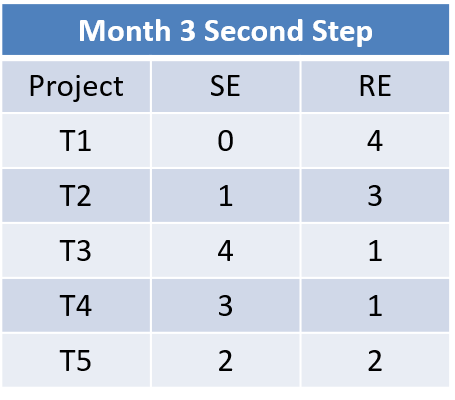 Month 3 Second Step
Project SE RE
T1 0 4
T2 1 3
T3 4 1
T4 3 1
T5 2 2